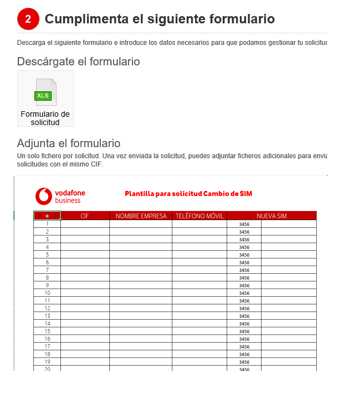 2 Cumplimenta el siguiente formulario
Descarga el siguiente formulario e introduce los datos necesarios para que podamos gestionar tu solicitud
Descárgate el formulario
XLS
Formulario de
solicitud
Adjunta el formulario
Un solo fichero por solicitud. Una vez enviada la solicitud, puedes adjuntar ficheros adicionales para envia
solicitudes con el mismo CIF.
vodafone
business
Plantilla para solicitud Cambio de SIM
# CIF NOMBRE EMPRESA TELÉFONO MÓVIL NUEVA SIM
1 3456
2 3456
3 3456
4 3456
5 3456
6 3456
7 3456
8 3456
9 3456
10 3456
11 3456
12 3456
13 3456
14 3456
15 3456
16 3456
17 3456
18 3456
19 3456
20 3456